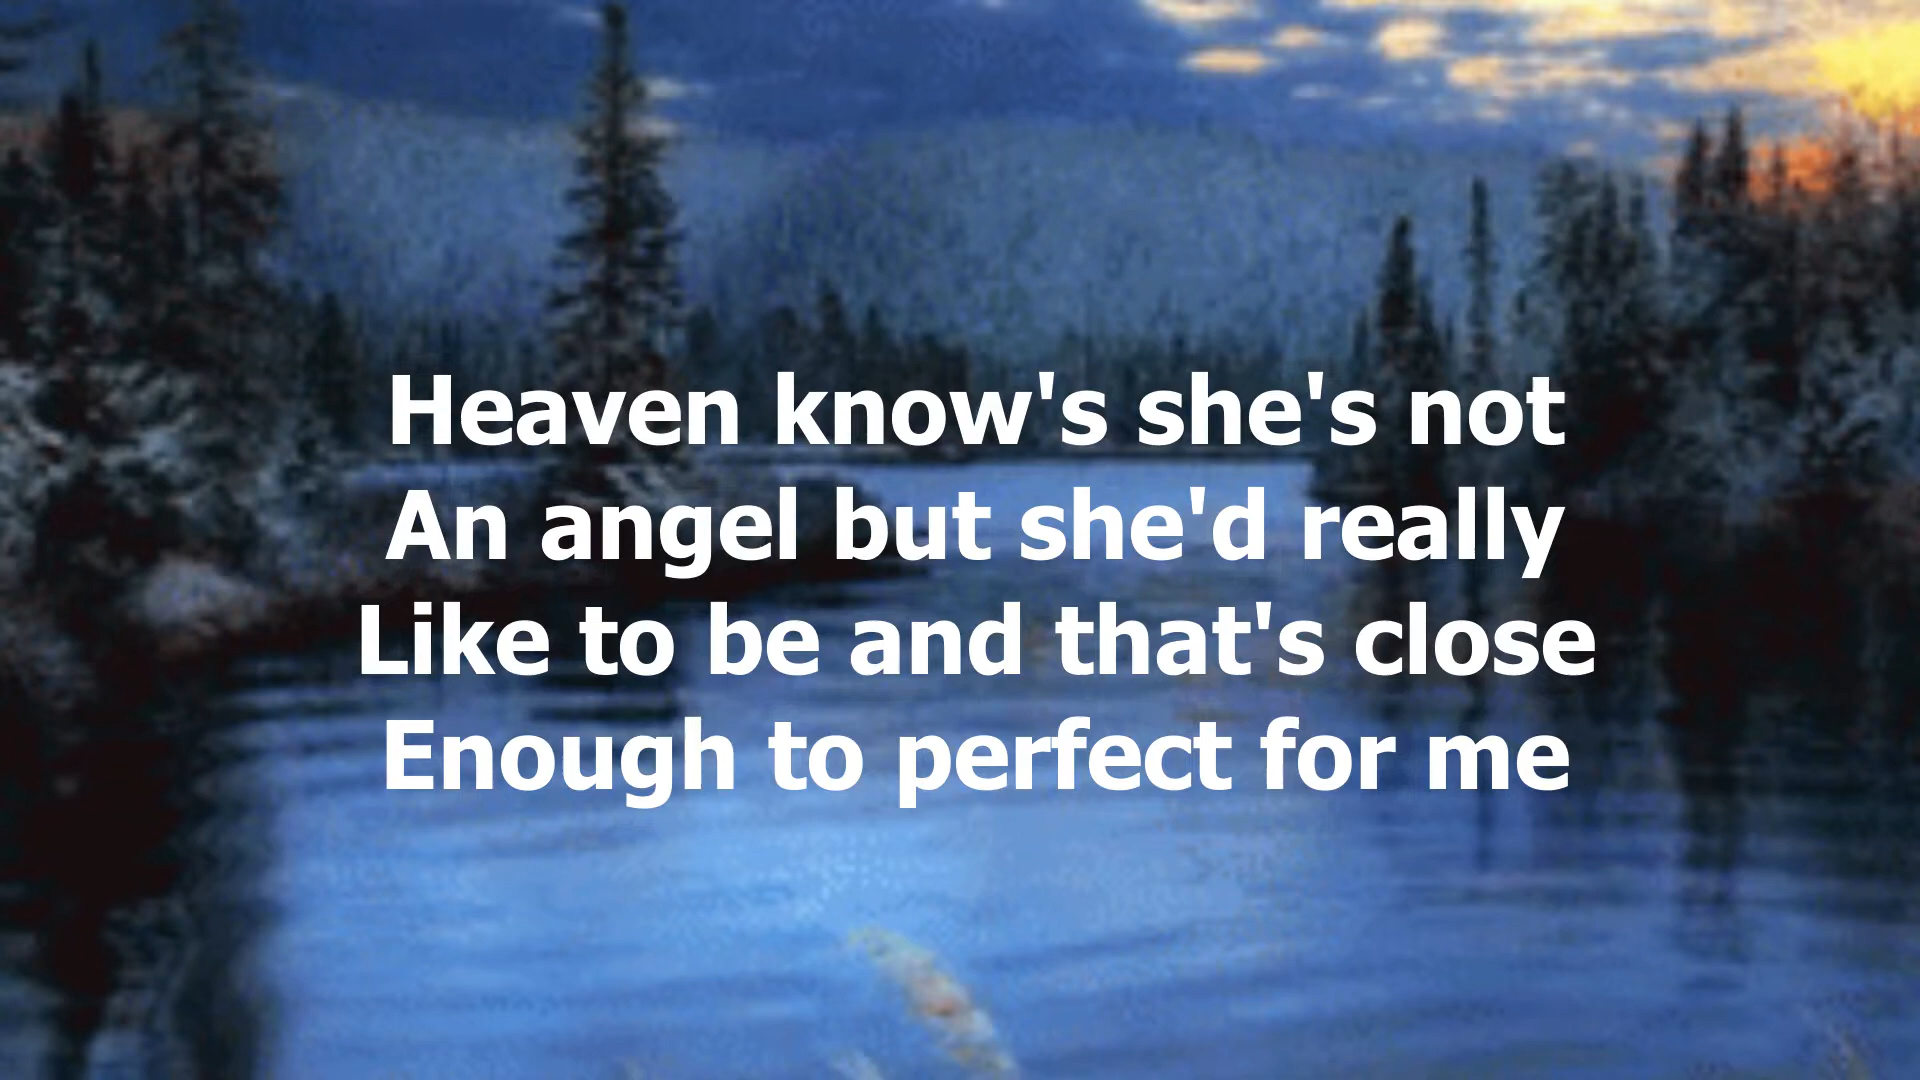 Heaven know's she's not
An angel but she'd really
Like to be and that's close
Enough to perfect for me